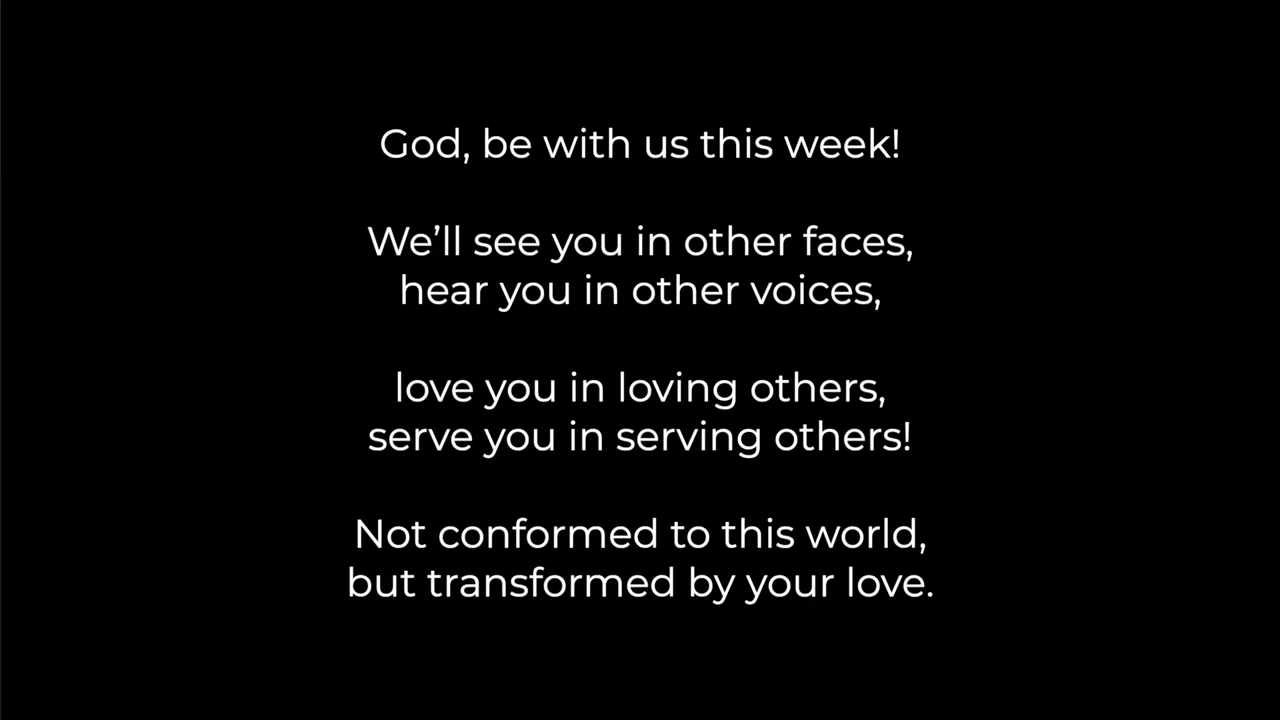 God, be with us this week!
We’ll see you in other faces,
hear you in other voices,
love you in loving others,
serve you in serving others!
Not conformed to this world,
but transformed by your love.